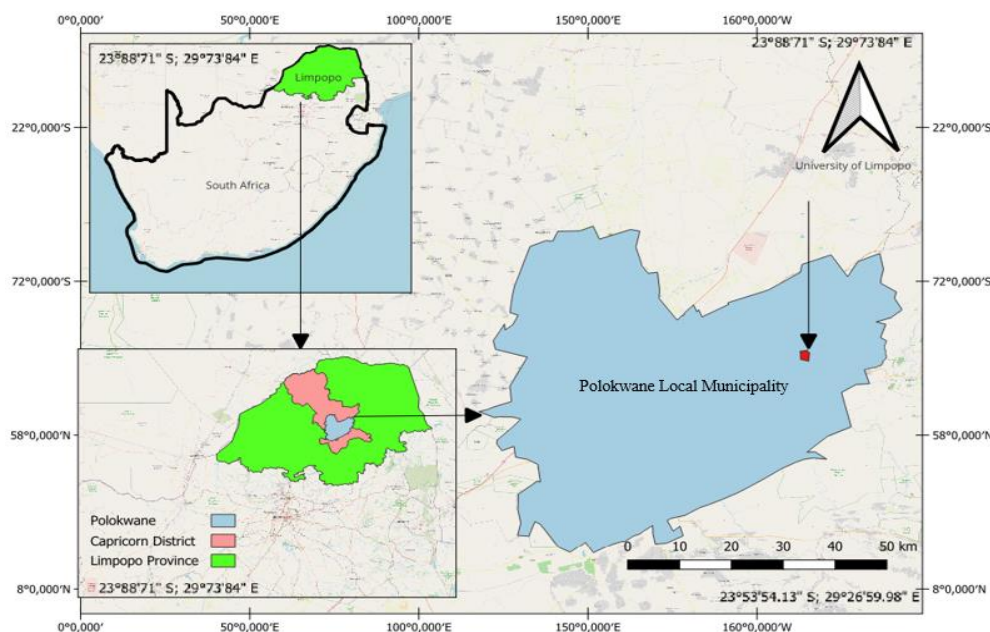 0°0,000' 50°0,000'E 100°0,000'E 150°0,000'E 160°0,000'E
23°88'71" S; 29°73'84" E
23°88'71" S; 29°73'84" E
Limpopo
22°0,000'S
22°0,000'S
University of Limpopo
South Africa
72°0,000'S
72°0,000'S
Polokwane Local Municipality
58°0,000'N
58°0,000'N
Polokwane
Capricorn District
Limpopo Province
0 10 20 30 40 50 km
23°88'71" S; 29°73'84" E
8°0,000'N
8°0,000'N
23°53'54.13" S; 29°26'59.98" E
0°0,000' 50°0,000'E 100°0,000'E 150°0,000'E 160°0,000'E